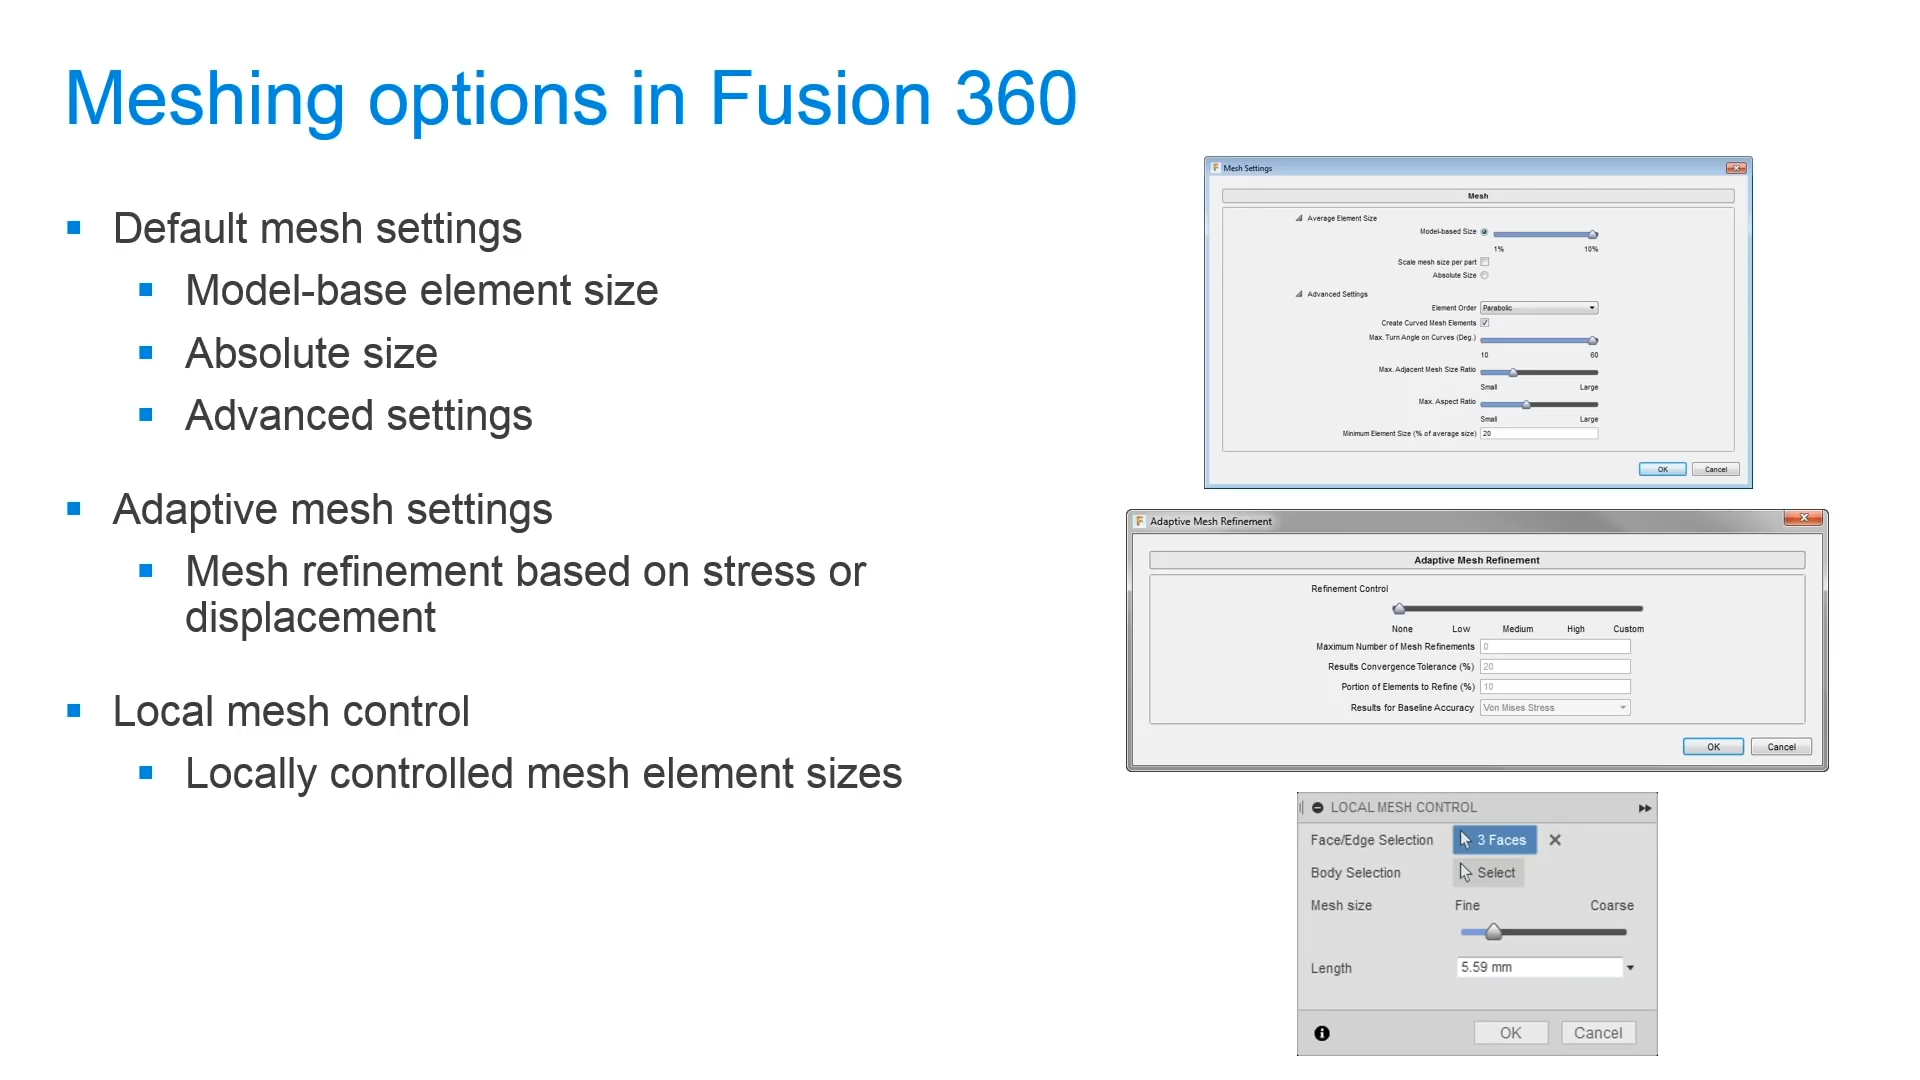 Meshing options in Fusion 360
Default mesh settings
Model-base element size
Absolute size
Advanced settings
Adaptive mesh settings
Mesh refinement based on stress or
displacement
Local mesh control
Locally controlled mesh element sizes
F Mesh Settings
Mesh
Average Element Size
Model-based Size
1% 10%
Scale mesh size per part
Absolute Size
Advanced Settings
Element Order Parabolic
Create Curved Mesh Elements
Max. Turn Angle on Curves (Deg.)
10 60
Max. Adjacent Mesh Size Ratio
Small Large
Max. Aspect Ratio
Small Large
Minimum Element Size (% of average size) 20
OK Cancel
F Adaptive Mesh Refinement
Adaptive Mesh Refinement
Refinement Control
None Low Medium High Custom
Maximum Number of Mesh Refinements 0
Results Convergence Tolerance (%) 20
Portion of Elements to Refine (%) 10
Results for Baseline Accuracy Von Mises Stress
OK Cancel
LOCAL MESH CONTROL
Face/Edge Selection 3 Faces
Body Selection Select
Mesh size Fine Coarse
Length 5.59 mm
OK Cancel